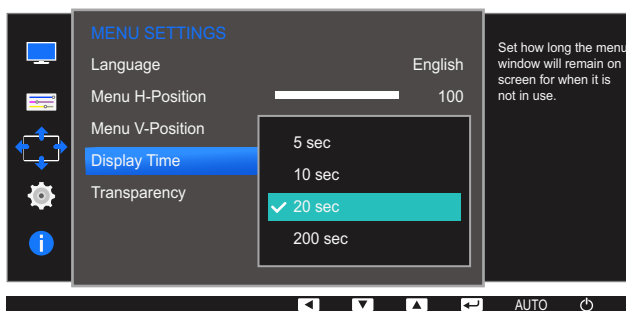 MENU SETTINGS
Language English
Menu H-Position 100
Menu V-Position
Display Time
Transparency
5 sec
10 sec
20 sec
200 sec
Set how long the menu
window will remain on
screen for when it is
not in use.
AUTO